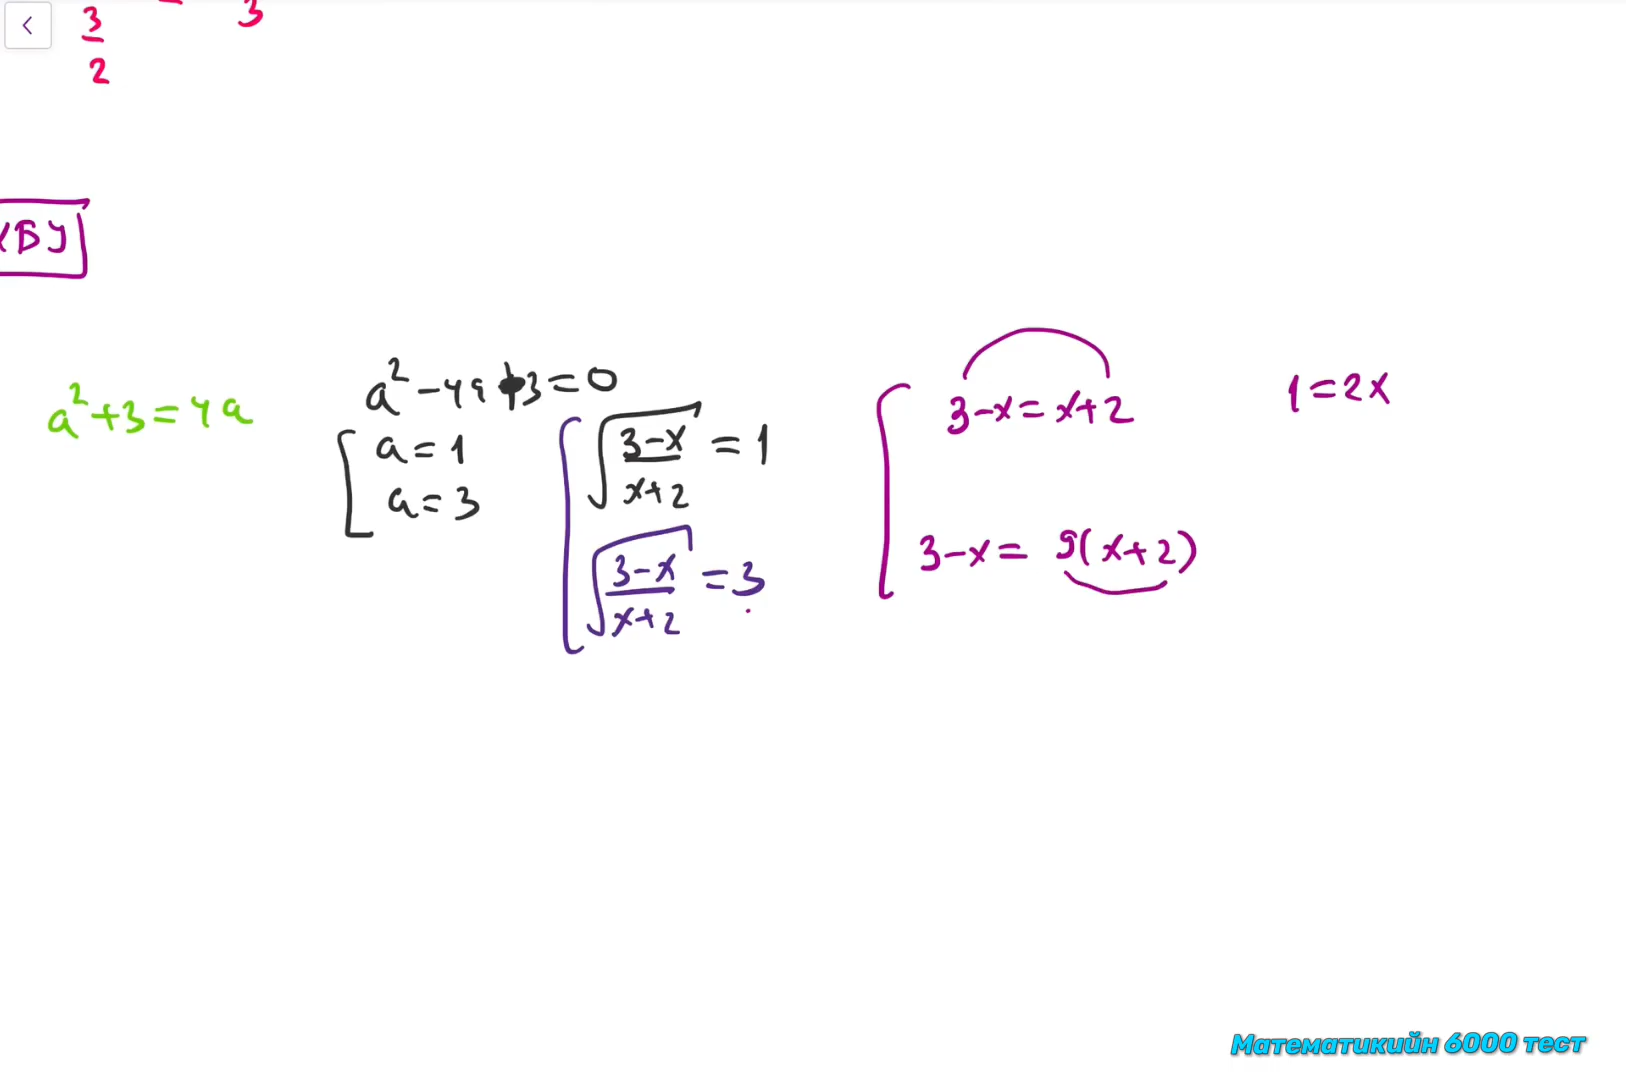 3
3
2
ХБУ
a²+3=4a
a²-4a+3=0
a=1
a=3
√((3-x)/(x+2)) = 1
√((3-x)/(x+2)) = 3
3-x=x+2
3-x= 9(x+2)
1=2x
Математикийн 6000 тест